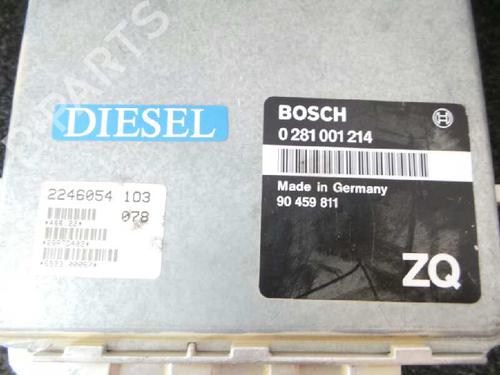 DIESEL
BOSCH
0 281 001 214
Made in Germany
90 459 811
ZQ
2246054 103
078